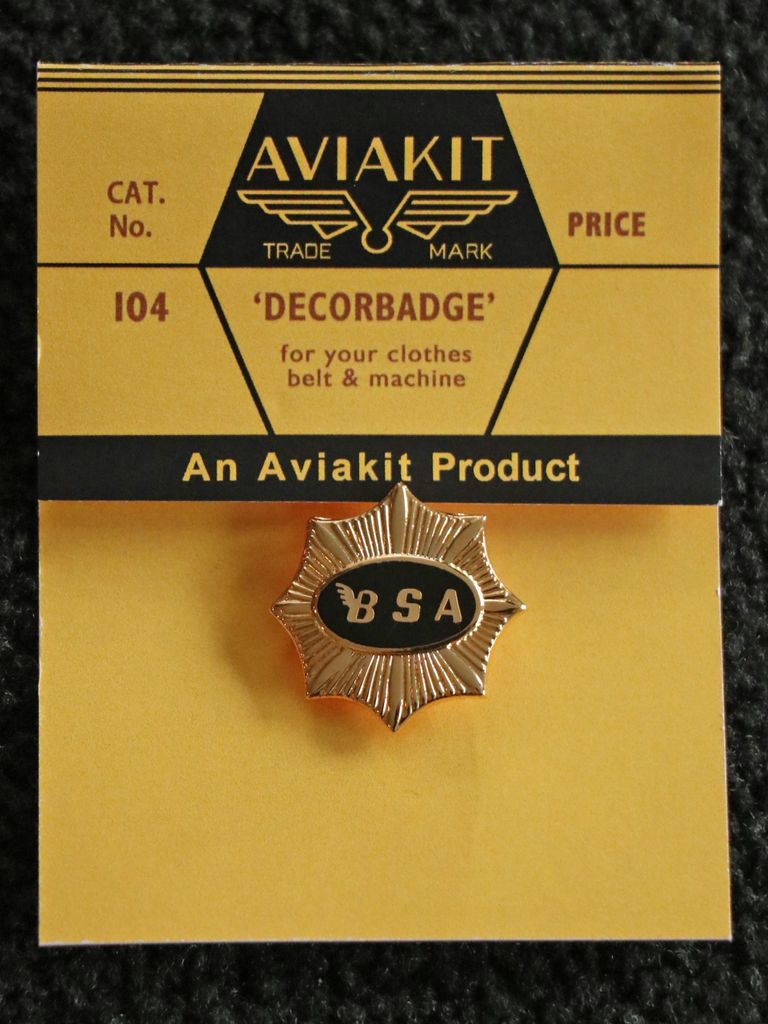 AVIAKIT
TRADE MARK
CAT.
No.
PRICE
104
'DECORBADGE'
for your clothes
belt & machine
An Aviakit Product
BSA